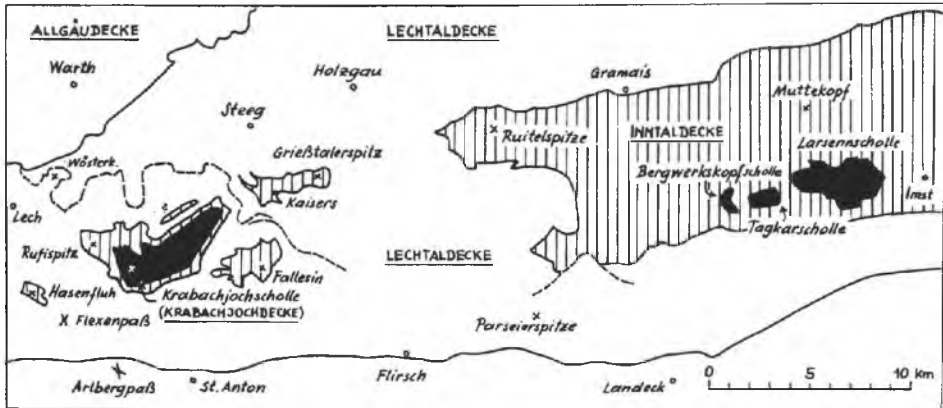 ALLGÄUDECKE
LECHTALDECKE
Warth
Holzgau
Gramais
Muttekopf
Steeg
Ruitelspitze
INNTALDECKE
Larsennscholle
Wösterk.
Grießtalerspitz
Bergwerkskopfscholle
Kaisers
Imst
Lech
Tagkarscholle
Rufispitz
LECHTALDECKE
Fallesin
Hasenfluh
Krabachjochscholle
(KRABACHJOCHDECKE)
Flexenpaß
Parseierspitze
Arlbergpaß
St. Anton
Flirsch
Landeck
0 5 10 Km